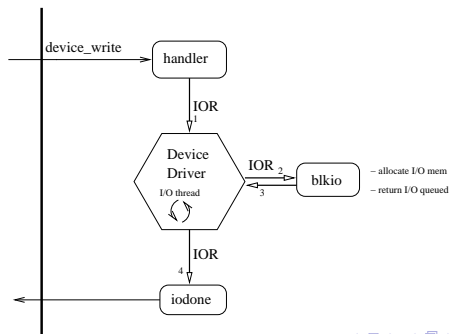 device_write
handler
IOR
1
Device
Driver
I/O thread
IOR
2
3
blkio
– allocate I/O mem
– return I/O queued
IOR
4
iodone